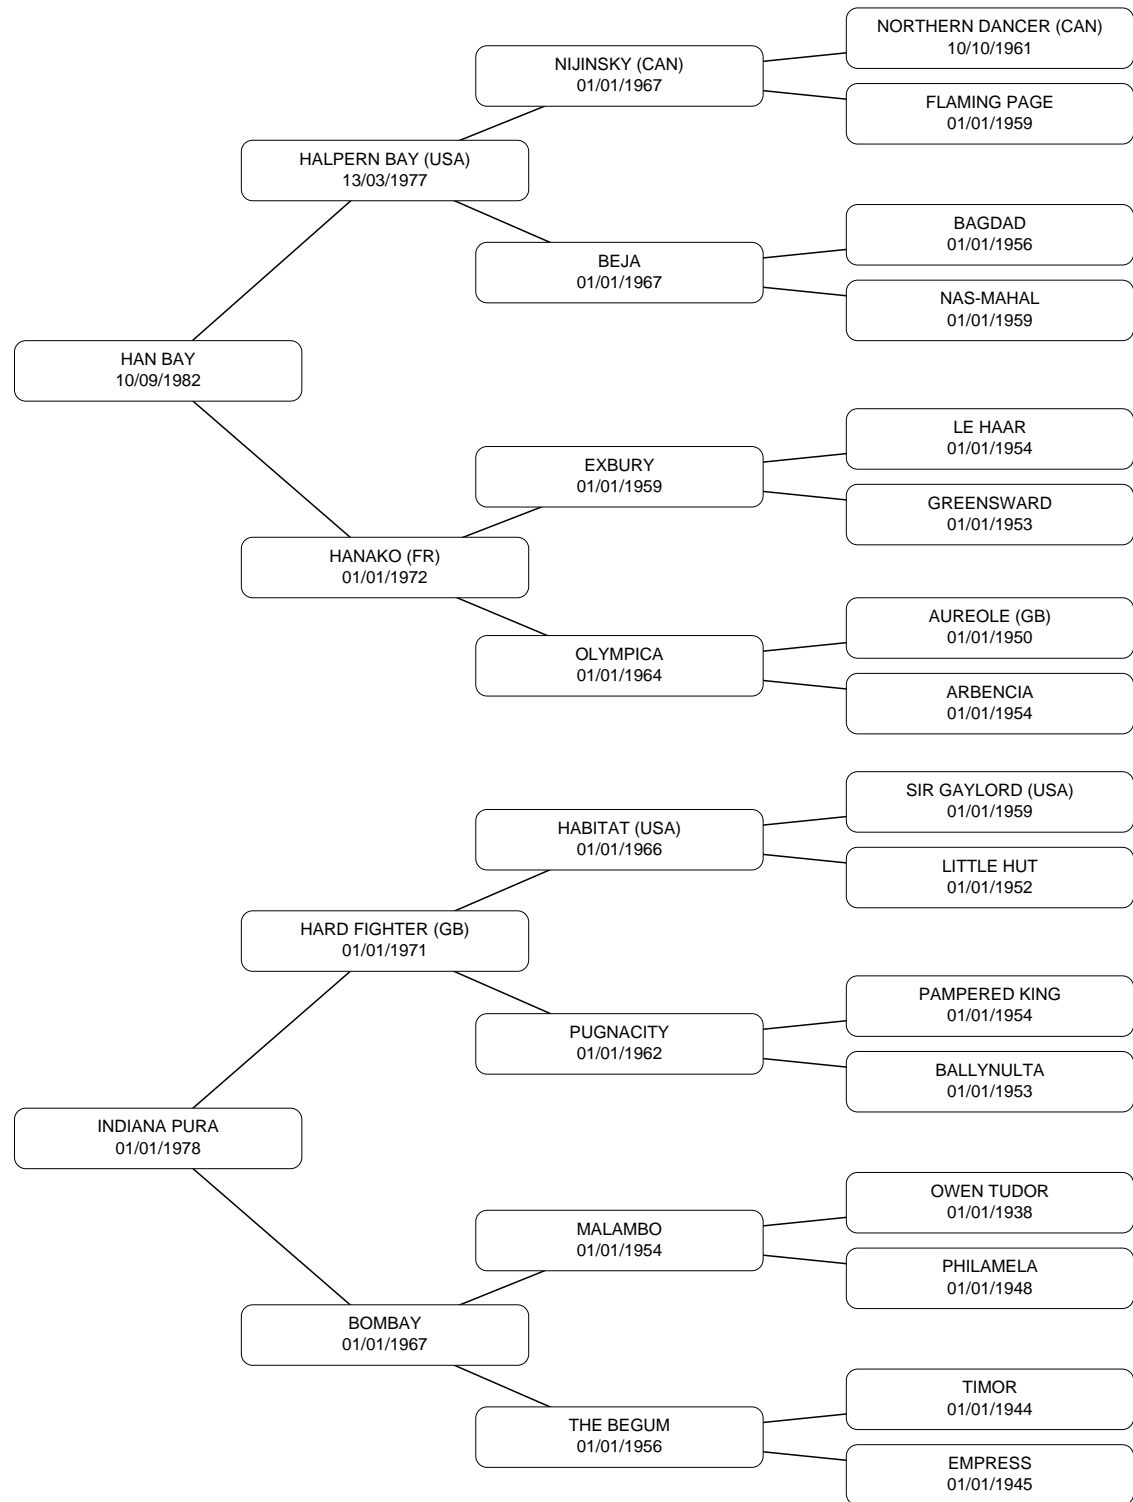 NORTHERN DANCER (CAN)
10/10/1961
NIJINSKY (CAN)
01/01/1967
FLAMING PAGE
01/01/1959
HALPERN BAY (USA)
13/03/1977
BAGDAD
01/01/1956
BEJA
01/01/1967
NAS-MAHAL
01/01/1959
HAN BAY
10/09/1982
LE HAAR
01/01/1954
EXBURY
01/01/1959
GREENSWARD
01/01/1953
HANAKO (FR)
01/01/1972
AUREOLE (GB)
01/01/1950
OLYMPICA
01/01/1964
ARBENCIA
01/01/1954
SIR GAYLORD (USA)
01/01/1959
HABITAT (USA)
01/01/1966
LITTLE HUT
01/01/1952
HARD FIGHTER (GB)
01/01/1971
PAMPERED KING
01/01/1954
PUGNACITY
01/01/1962
BALLYNULTA
01/01/1953
INDIANA PURA
01/01/1978
OWEN TUDOR
01/01/1938
MALAMBO
01/01/1954
PHILAMELA
01/01/1948
BOMBAY
01/01/1967
TIMOR
01/01/1944
THE BEGUM
01/01/1956
EMPRESS
01/01/1945